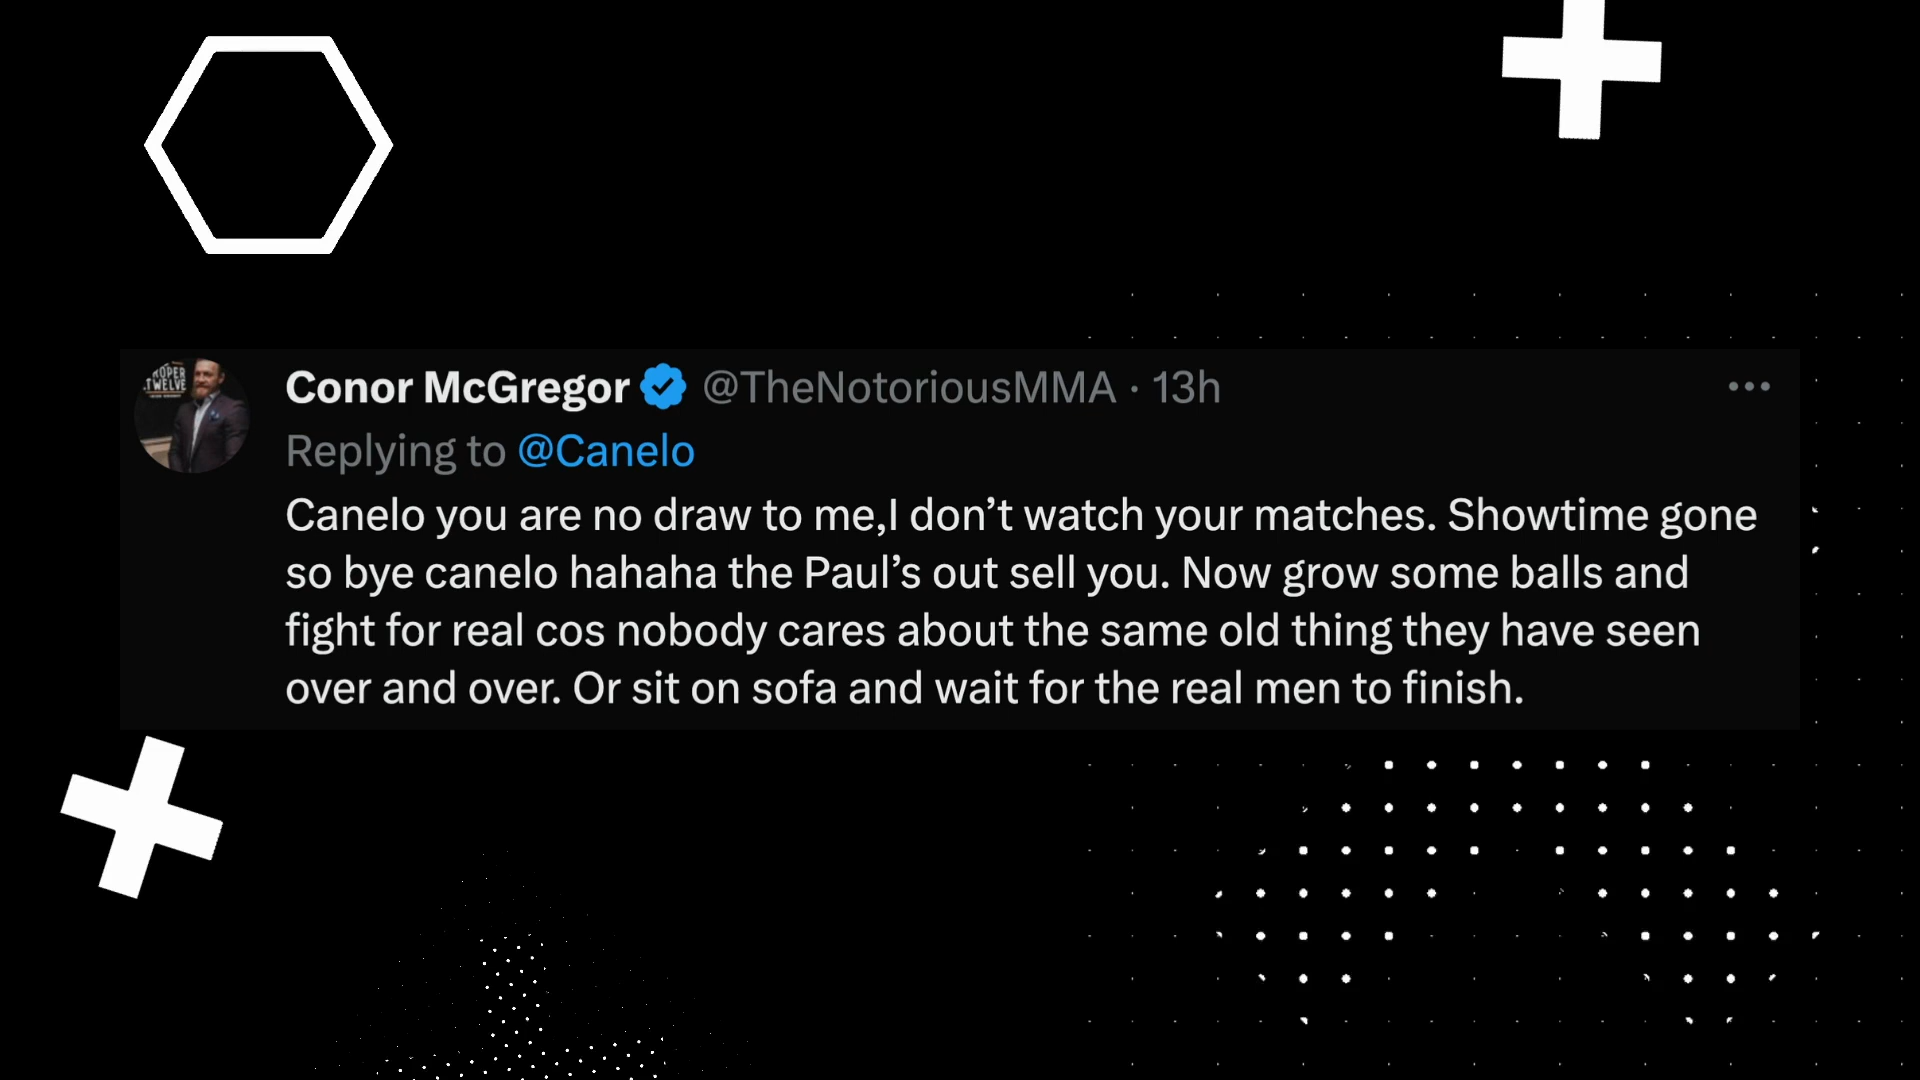 Conor McGregor @TheNotoriousMMA · 13h
Replying to @Canelo
Canelo you are no draw to me,I don’t watch your matches. Showtime gone
so bye canelo hahaha the Paul’s out sell you. Now grow some balls and
fight for real cos nobody cares about the same old thing they have seen
over and over. Or sit on sofa and wait for the real men to finish.